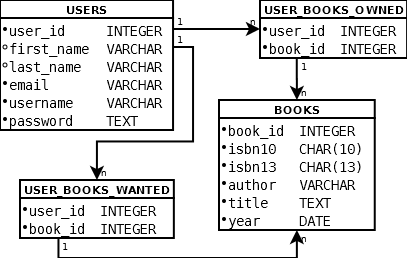 USERS
•user_id INTEGER
°first_name VARCHAR
°last_name VARCHAR
•email VARCHAR
•username VARCHAR
•password TEXT
1
n
1
USER_BOOKS_OWNED
•user_id INTEGER
•book_id INTEGER
1
n
BOOKS
•book_id INTEGER
•isbn10 CHAR(10)
•isbn13 CHAR(13)
•author VARCHAR
•title TEXT
•year DATE
n
USER_BOOKS_WANTED
•user_id INTEGER
•book_id INTEGER
1
n